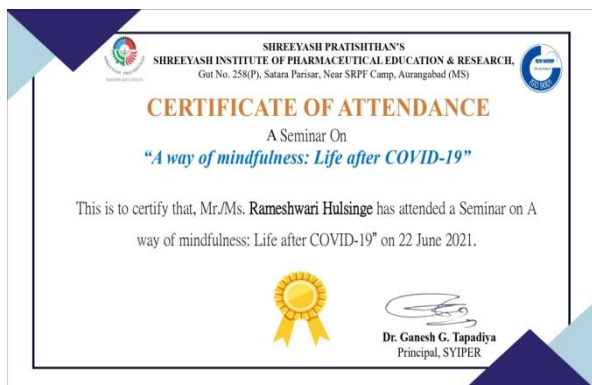 SHREEYASH PRATISHTHAN'S
SHREEYASH INSTITUTE OF PHARMACEUTICAL EDUCATION & RESEARCH,
Gut No. 258(P), Satara Parisar, Near SRPF Camp, Aurangabad (MS)
ISO 9001
CERTIFICATE OF ATTENDANCE
A Seminar On
“A way of mindfulness: Life after COVID-19”
This is to certify that, Mr./Ms. Rameshwari Hulsinge has attended a Seminar on A
way of mindfulness: Life after COVID-19” on 22 June 2021.
Dr. Ganesh G. Tapadiya
Principal, SYIPER